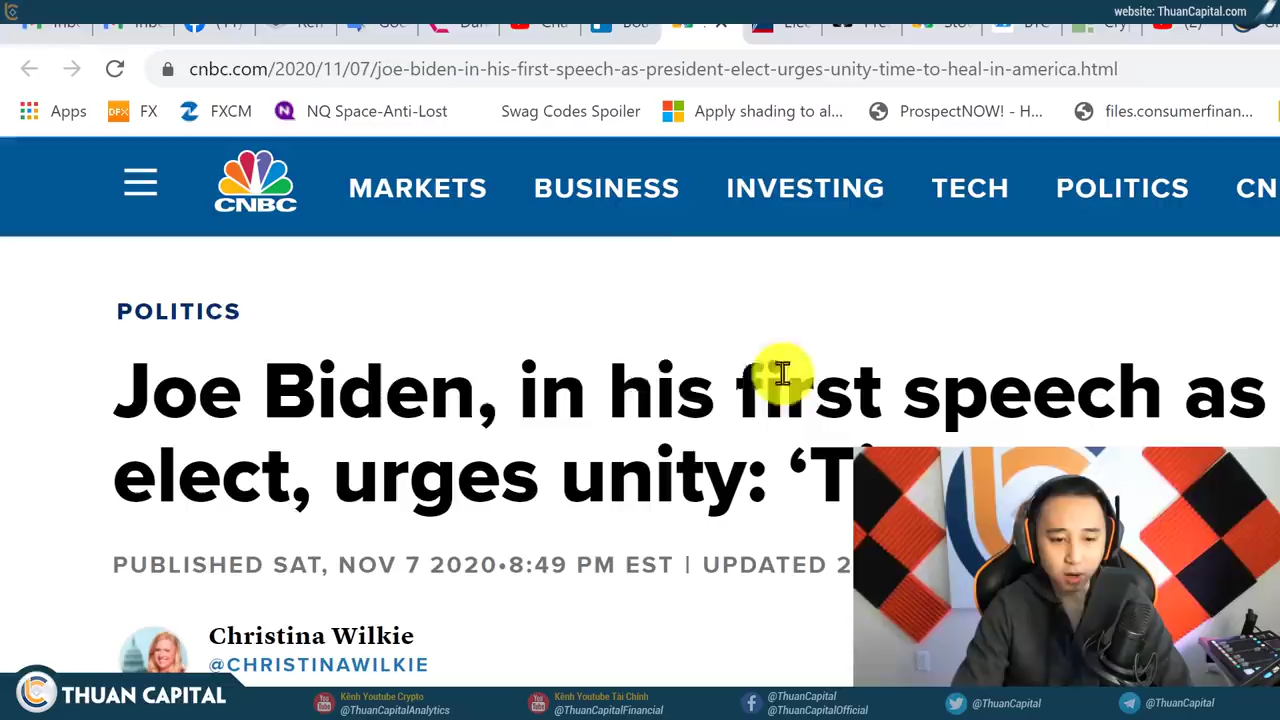 website: ThuanCapital.com
cnbc.com/2020/11/07/joe-biden-in-his-first-speech-as-president-elect-urges-unity-time-to-heal-in-america.html
Apps FX FXCM NQ Space-Anti-Lost Swag Codes Spoiler Apply shading to al... ProspectNOW! - H... files.consumerfinan...
CNBC MARKETS BUSINESS INVESTING TECH POLITICS CN
POLITICS
Joe Biden, in his first speech as
elect, urges unity: ‘T
PUBLISHED SAT, NOV 7 2020•8:49 PM EST | UPDATED 2
Christina Wilkie
@CHRISTINAWILKIE
THUAN CAPITAL
Kênh Youtube Crypto
@ThuanCapitalAnalytics
Kênh Youtube Tài Chính
@ThuanCapitalFinancial
@ThuanCapital
@ThuanCapitalOfficial
@ThuanCapital
@ThuanCapital